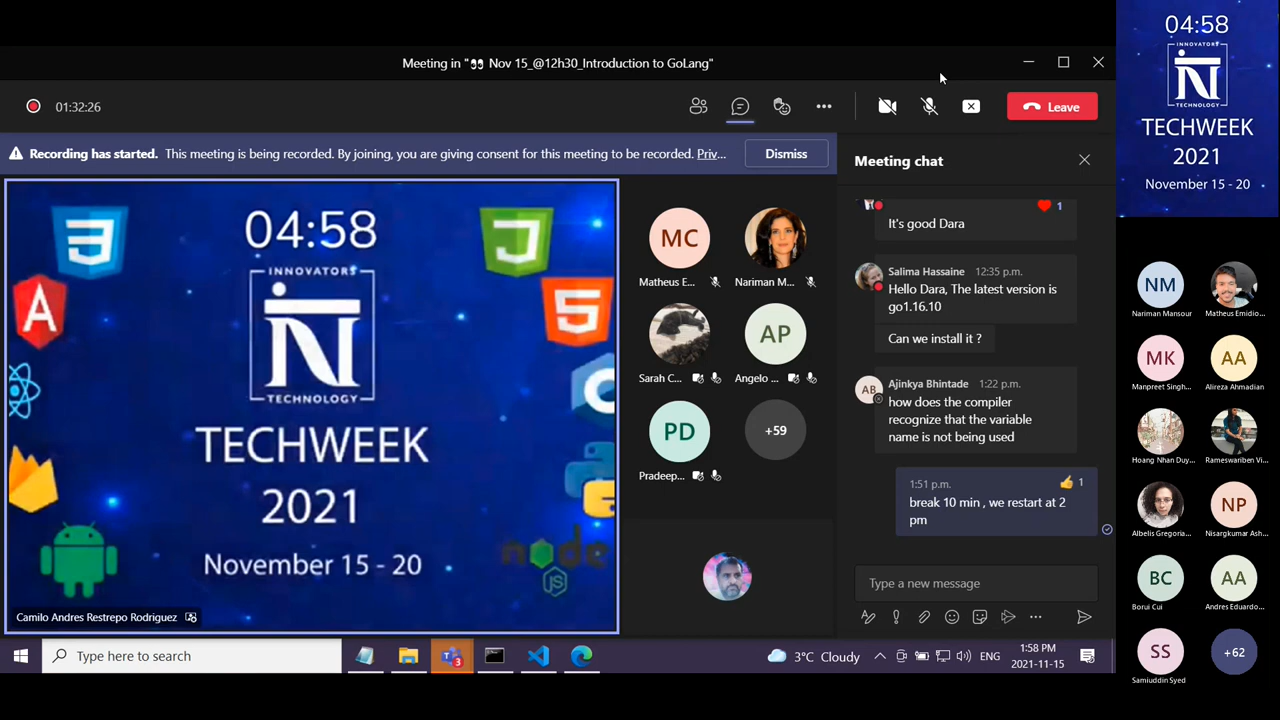 Meeting in "👀 Nov 15_@12h30_Introduction to GoLang"
01:32:26
Leave
Recording has started. This meeting is being recorded. By joining, you are giving consent for this meeting to be recorded. Priv...
Dismiss
04:58
INNOVATORS
N
TECHNOLOGY
TECHWEEK
2021
November 15 - 20
3
J
A
5
C
node
JS
Camilo Andres Restrepo Rodriguez
MC
Matheus E...
Nariman M...
Sarah C...
AP
Angelo ...
PD
Pradeep...
+59
Meeting chat
1
It's good Dara
Salima Hassaine 12:35 p.m.
Hello Dara, The latest version is
go1.16.10
Can we install it ?
AB
Ajinkya Bhintade 1:22 p.m.
how does the compiler
recognize that the variable
name is not being used
1:51 p.m.
1
break 10 min , we restart at 2
pm
Type a new message
Type here to search
3
3°C Cloudy
ENG
1:58 PM
2021-11-15
04:58
INNOVATORS
N
TECHNOLOGY
TECHWEEK
2021
November 15 - 20
NM
Nariman Mansour
Matheus Emidio...
MK
Manpreet Singh...
AA
Alireza Ahmadian
Hoang Nhan Duy...
Rameswariben Vi...
Albelis Gregoria...
NP
Nisargkumar Ash...
BC
Borui Cui
AA
Andres Eduardo...
SS
Samiuddin Syed
+62